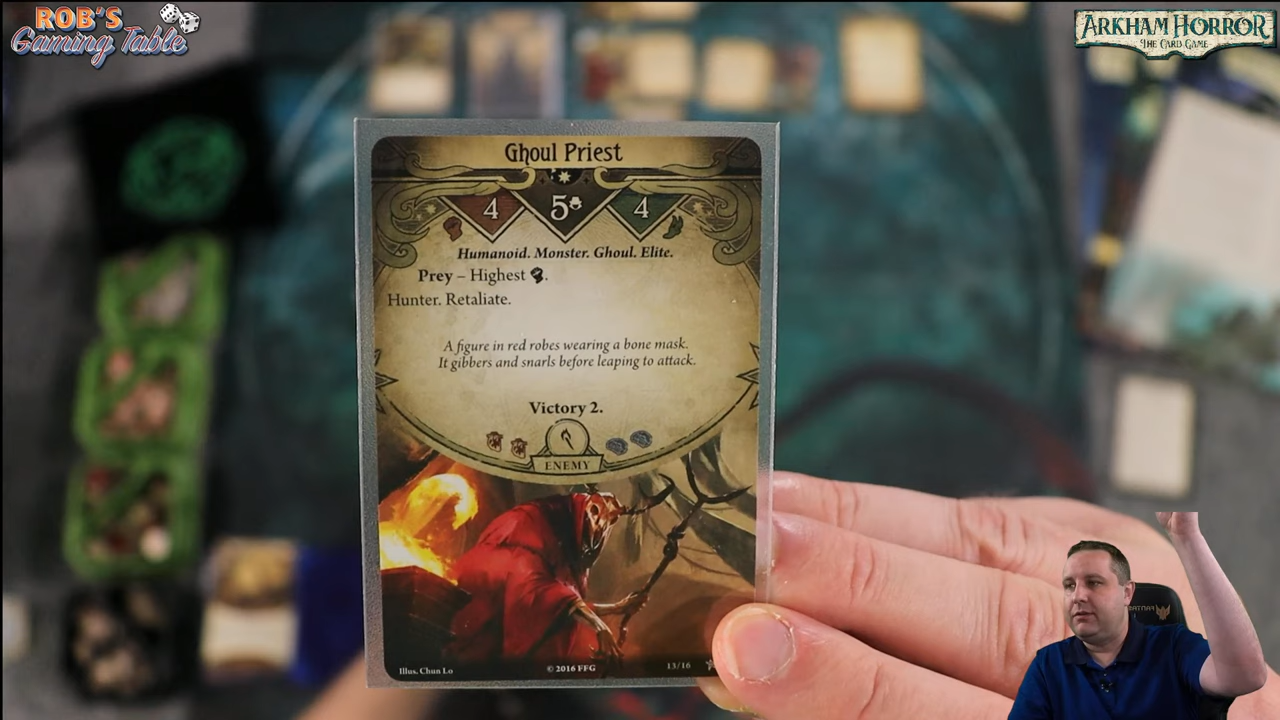 ROB'S
Gaming Table
ARKHAM HORROR
THE CARD GAME
Ghoul Priest
4 5 4
Humanoid. Monster. Ghoul. Elite.
Prey – Highest .
Hunter. Retaliate.
A figure in red robes wearing a bone mask.
It gibbers and snarls before leaping to attack.
Victory 2.
ENEMY
Illus. Chun Lo © 2016 FFG 13/16